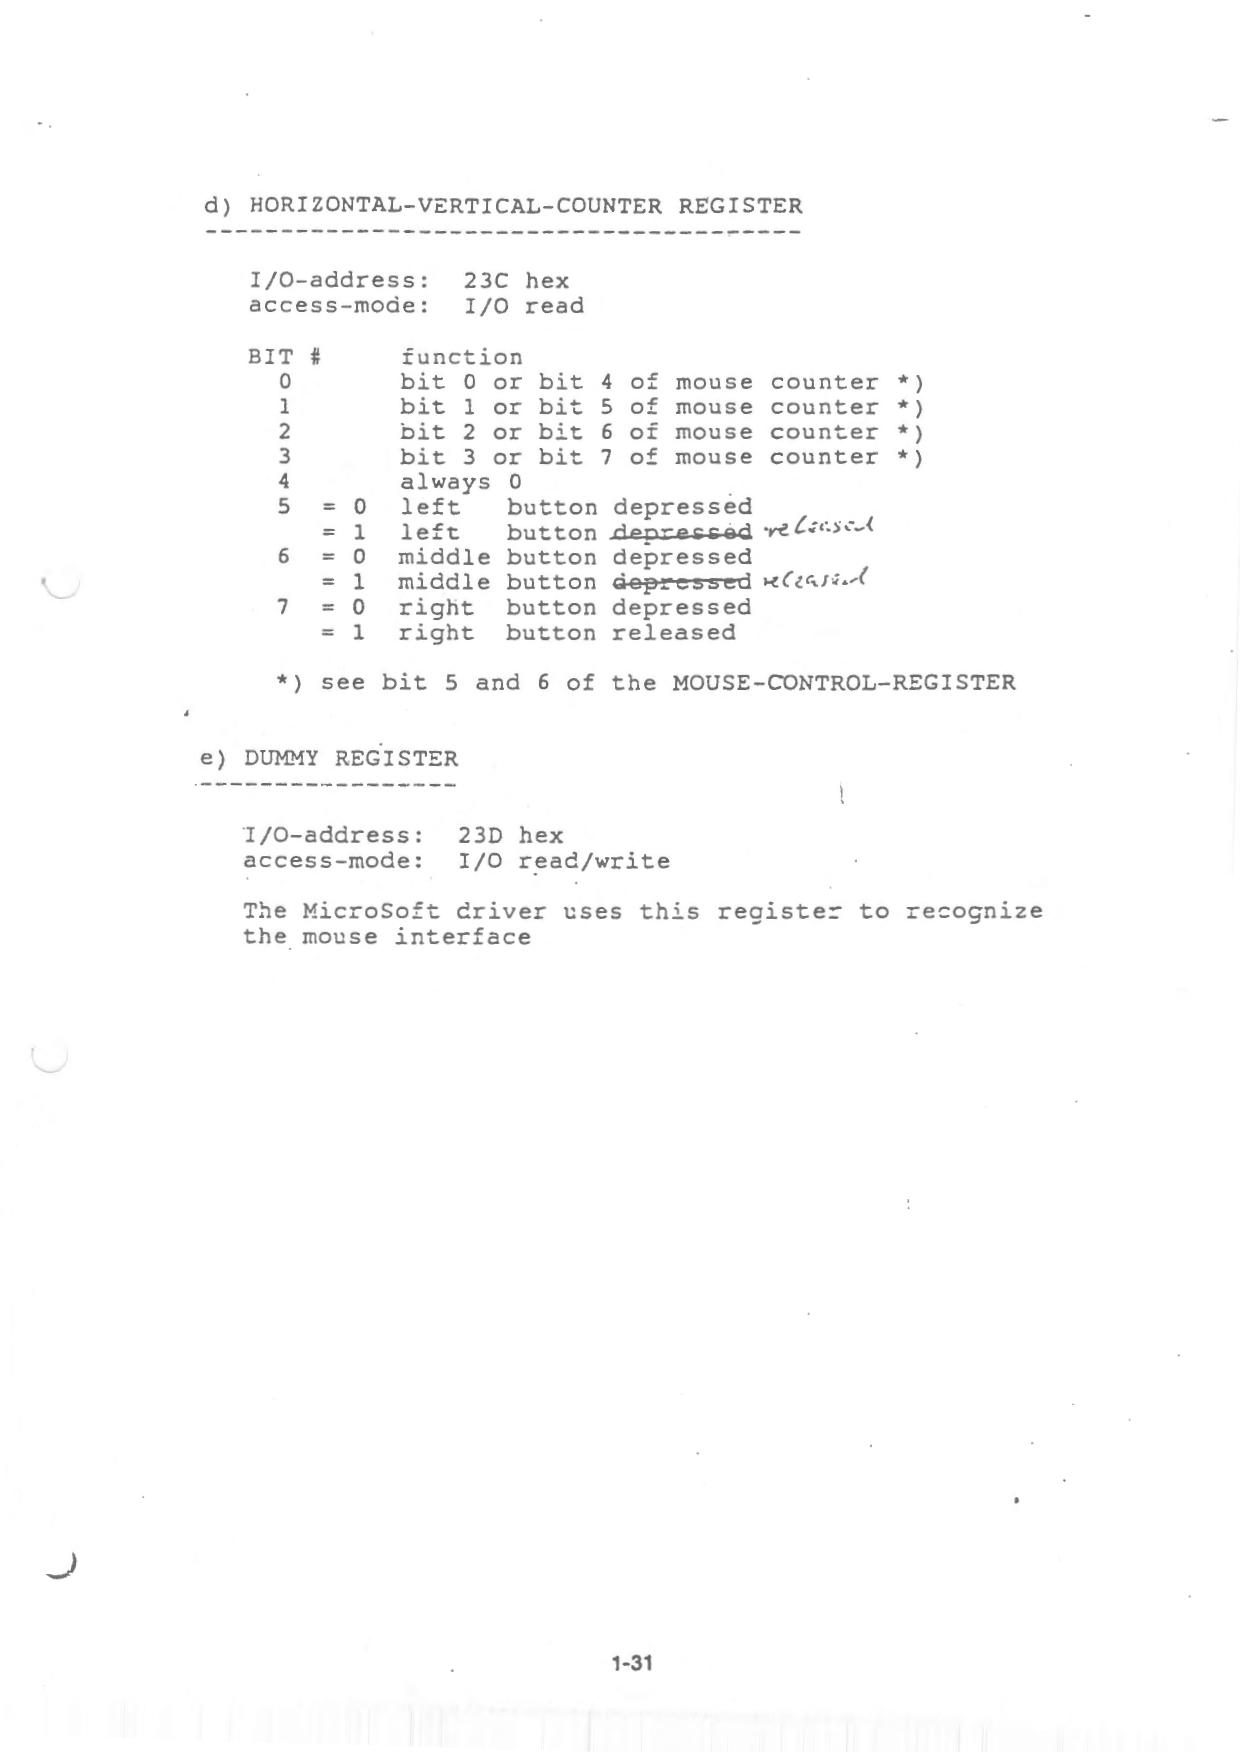 d) HORIZONTAL-VERTICAL-COUNTER REGISTER
---------------------------------------
I/O-address:  23C hex
access-mode:  I/O read
BIT #     function
0       bit 0 or bit 4 of mouse counter *)
1       bit 1 or bit 5 of mouse counter *)
2       bit 2 or bit 6 of mouse counter *)
3       bit 3 or bit 7 of mouse counter *)
4       always 0
5  = 0  left   button depressed
= 1  left   button depressed released
6  = 0  middle button depressed
= 1  middle button depressed released
7  = 0  right  button depressed
= 1  right  button released
*) see bit 5 and 6 of the MOUSE-CONTROL-REGISTER
e) DUMMY REGISTER
-----------------
I/O-address:  23D hex
access-mode:  I/O read/write
The MicroSoft driver uses this register to recognize
the mouse interface
1-31